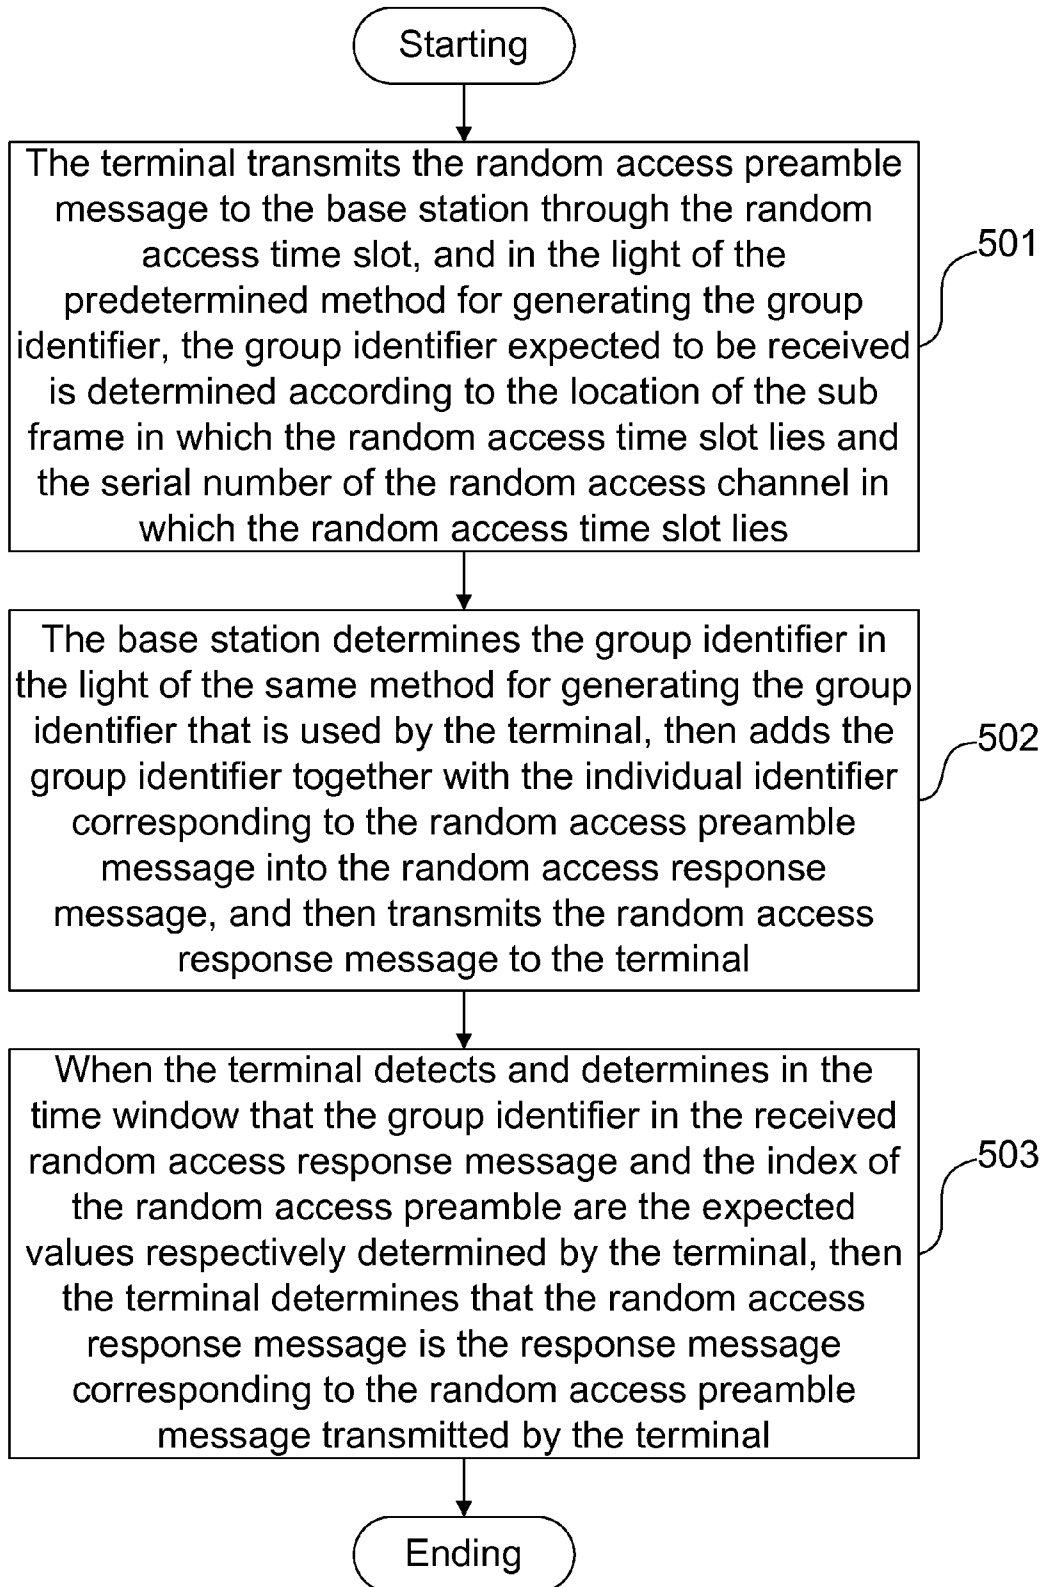 Starting
The terminal transmits the random access preamble
message to the base station through the random
access time slot, and in the light of the
predetermined method for generating the group
identifier, the group identifier expected to be received
is determined according to the location of the sub
frame in which the random access time slot lies and
the serial number of the random access channel in
which the random access time slot lies
501
The base station determines the group identifier in
the light of the same method for generating the group
identifier that is used by the terminal, then adds the
group identifier together with the individual identifier
corresponding to the random access preamble
message into the random access response
message, and then transmits the random access
response message to the terminal
502
When the terminal detects and determines in the
time window that the group identifier in the received
random access response message and the index of
the random access preamble are the expected
values respectively determined by the terminal, then
the terminal determines that the random access
response message is the response message
corresponding to the random access preamble
message transmitted by the terminal
503
Ending